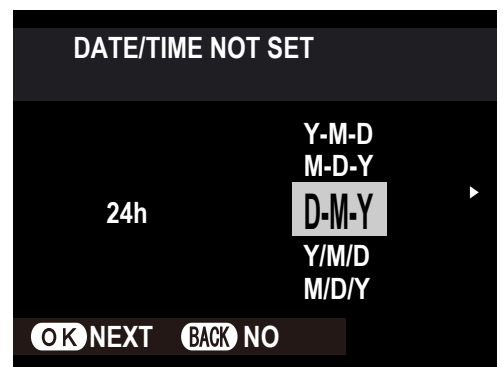 DATE/TIME NOT SET
Y-M-D
M-D-Y
24h D-M-Y
Y/M/D
M/D/Y
OK NEXT BACK NO